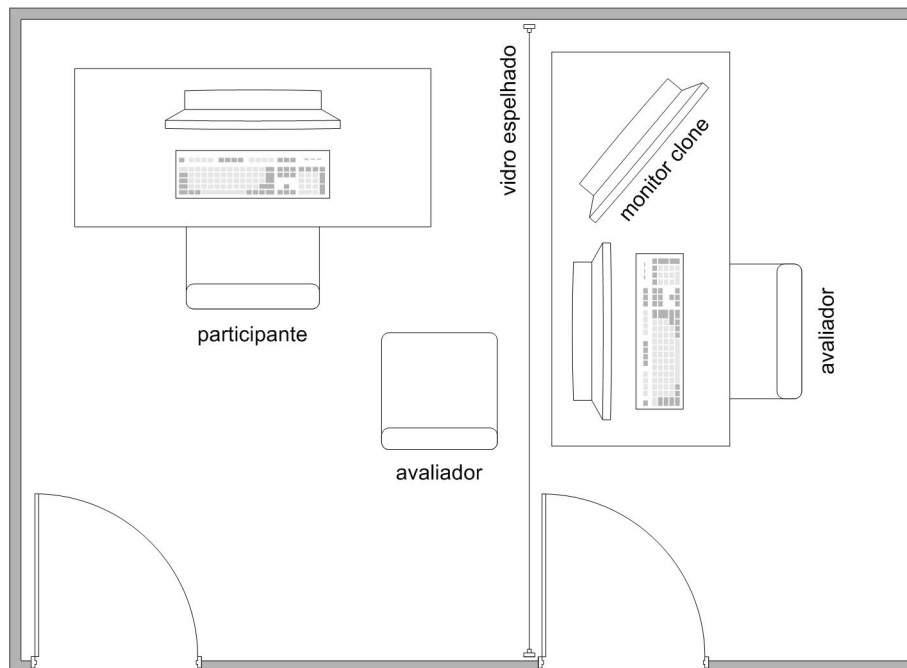 vidro espelhado
monitor clone
participante
avaliador
avaliador